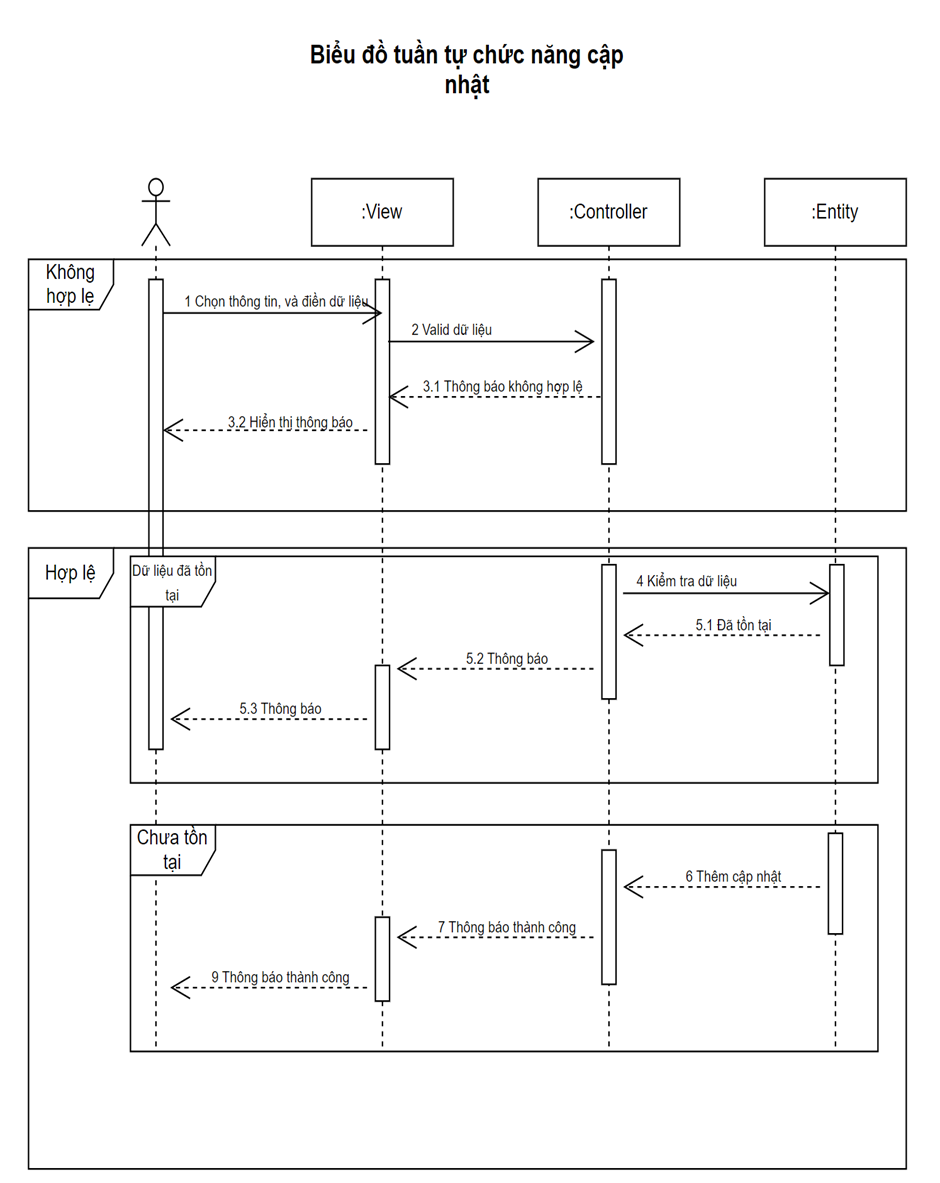 Biểu đồ tuần tự chức năng cập
nhật
:View
:Controller
:Entity
Không
hợp lẹ
1 Chọn thông tin, và điền dữ liệu
2 Valid dữ liệu
3.1 Thông báo không hợp lệ
3.2 Hiển thị thông báo
Hợp lệ
Dữ liệu đã tồn
tại
4 Kiểm tra dữ liệu
5.1 Đã tồn tại
5.2 Thông báo
5.3 Thông báo
Chưa tồn
tại
6 Thêm cập nhật
7 Thông báo thành công
9 Thông báo thành công